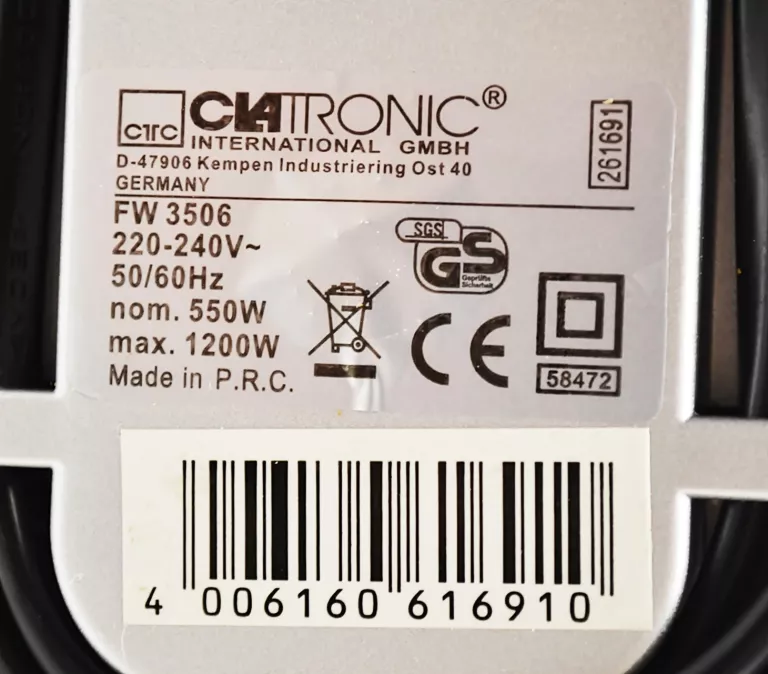 CTC CLATRONIC®
INTERNATIONAL GMBH
D-47906 Kempen Industriering Ost 40
GERMANY
261691
FW 3506
220-240V~
50/60Hz
nom. 550W
max. 1200W
Made in P.R.C.
SGS
GS
Geprüfte
Sicherheit
CE
58472
4 006160 616910